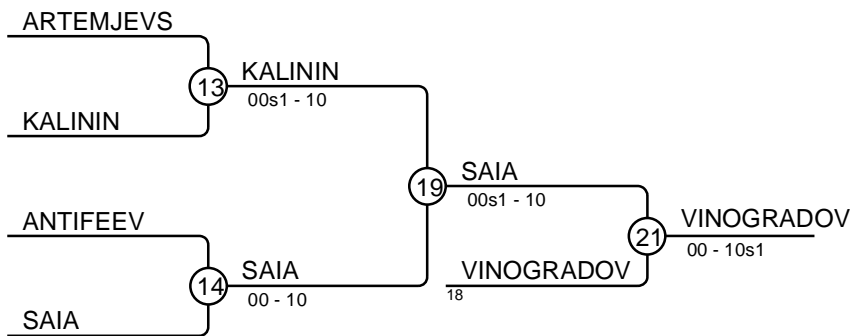 ARTEMJEVS
13
KALININ
00s1 - 10
KALININ
19
SAIA
00s1 - 10
ANTIFEEV
14
SAIA
00 - 10
SAIA
VINOGRADOV
18
21
VINOGRADOV
00 - 10s1